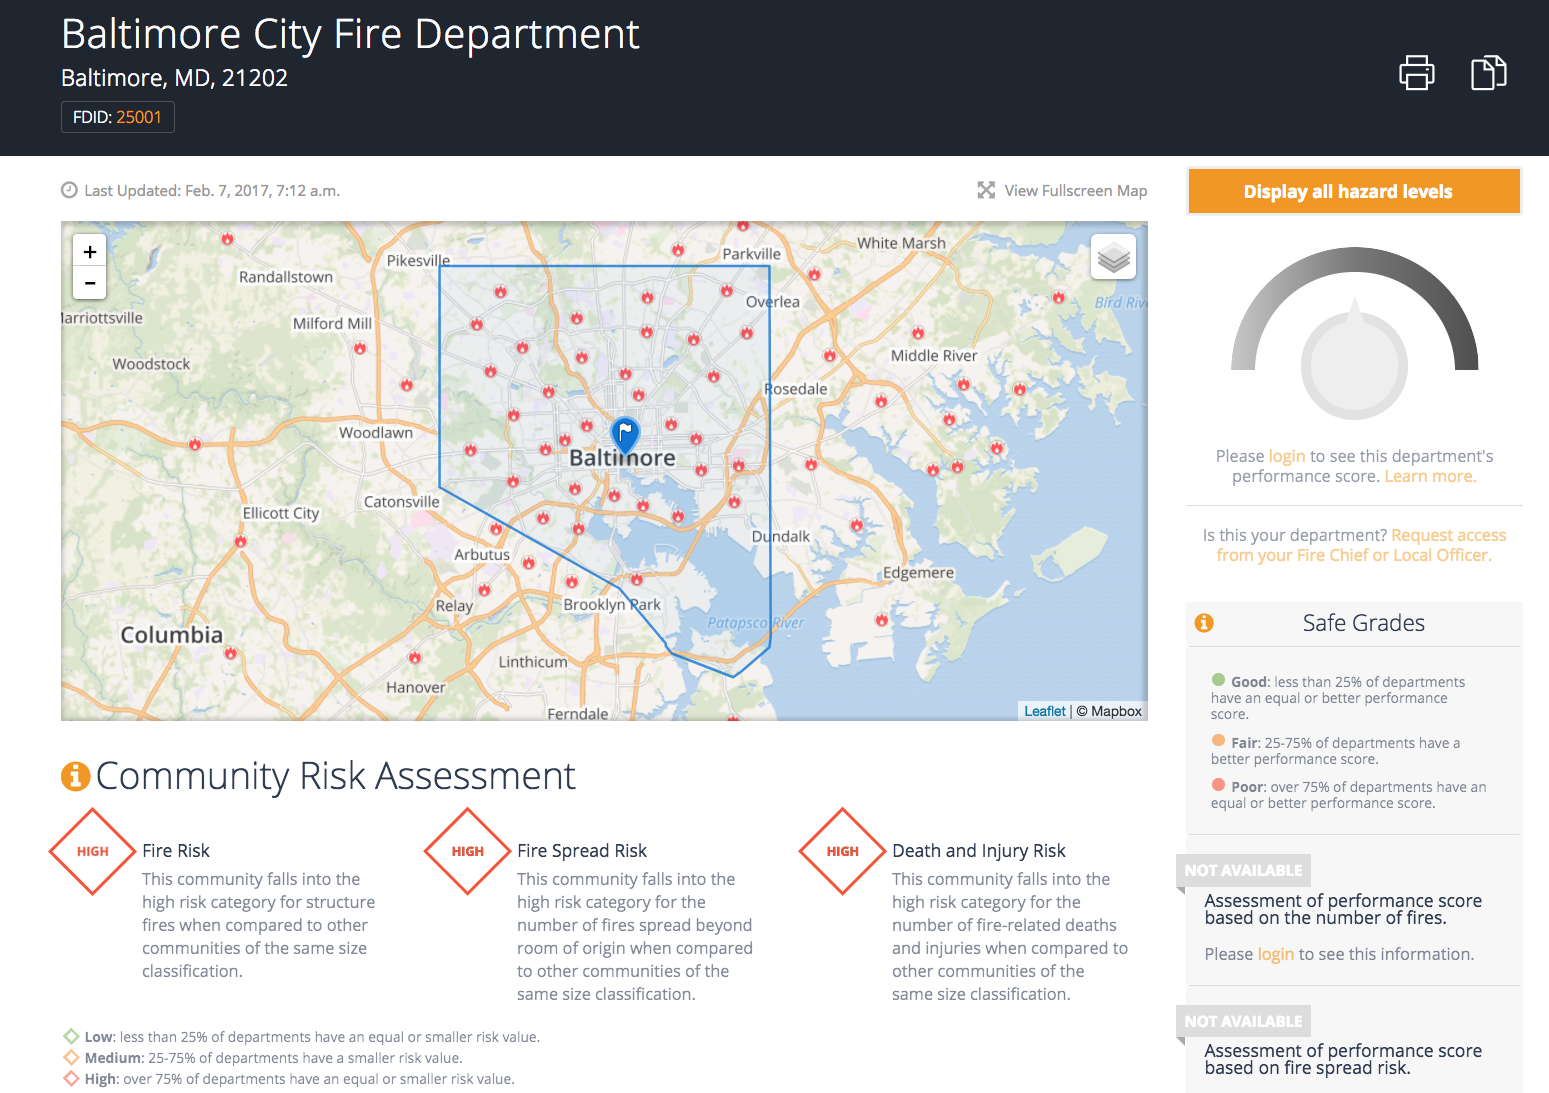 Baltimore City Fire Department
Baltimore, MD, 21202
FDID: 25001
Last Updated: Feb. 7, 2017, 7:12 a.m.
View Fullscreen Map
+
-
White Marsh
Parkville
Pikesville
Randallstown
Bird
Overlea
Milford Mill
Middle River
Woodstock
Rosedale
Woodlawn
Baltimore
Catonsville
Ellicott City
Dundalk
Arbutus
Edgemere
Relay
Brooklyn Park
Patapsco River
Columbia
Linthicum
Hanover
Ferndale
Leaflet | © Mapbox
Community Risk Assessment
HIGH
Fire Risk
This community falls into the
high risk category for structure
fires when compared to other
communities of the same size
classification.
HIGH
Fire Spread Risk
This community falls into the
high risk category for the
number of fires spread beyond
room of origin when compared
to other communities of the
same size classification.
HIGH
Death and Injury Risk
This community falls into the
high risk category for the
number of fire-related deaths
and injuries when compared to
other communities of the
same size classification.
Low: less than 25% of departments have an equal or smaller risk value.
Medium: 25-75% of departments have a smaller risk value.
High: over 75% of departments have an equal or smaller risk value.
Display all hazard levels
Please login to see this department's
performance score. Learn more.
Is this your department? Request access
from your Fire Chief or Local Officer.
Safe Grades
Good: less than 25% of departments
have an equal or better performance
score.
Fair: 25-75% of departments have a
better performance score.
Poor: over 75% of departments have an
equal or better performance score.
NOT AVAILABLE
Assessment of performance score
based on the number of fires.
Please login to see this information.
NOT AVAILABLE
Assessment of performance score
based on fire spread risk.